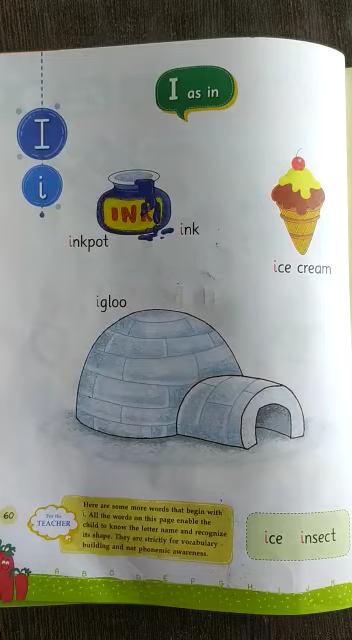 I as in
I
i
INK
inkpot
ink
ice cream
igloo
60
For the
TEACHER
Here are some more words that begin with
i. All the words on this page enable the
child to know the letter name and recognize
its shape. They are strictly for vocabulary
building and not phonemic awareness.
ice insect
A B C D E F G H I J K